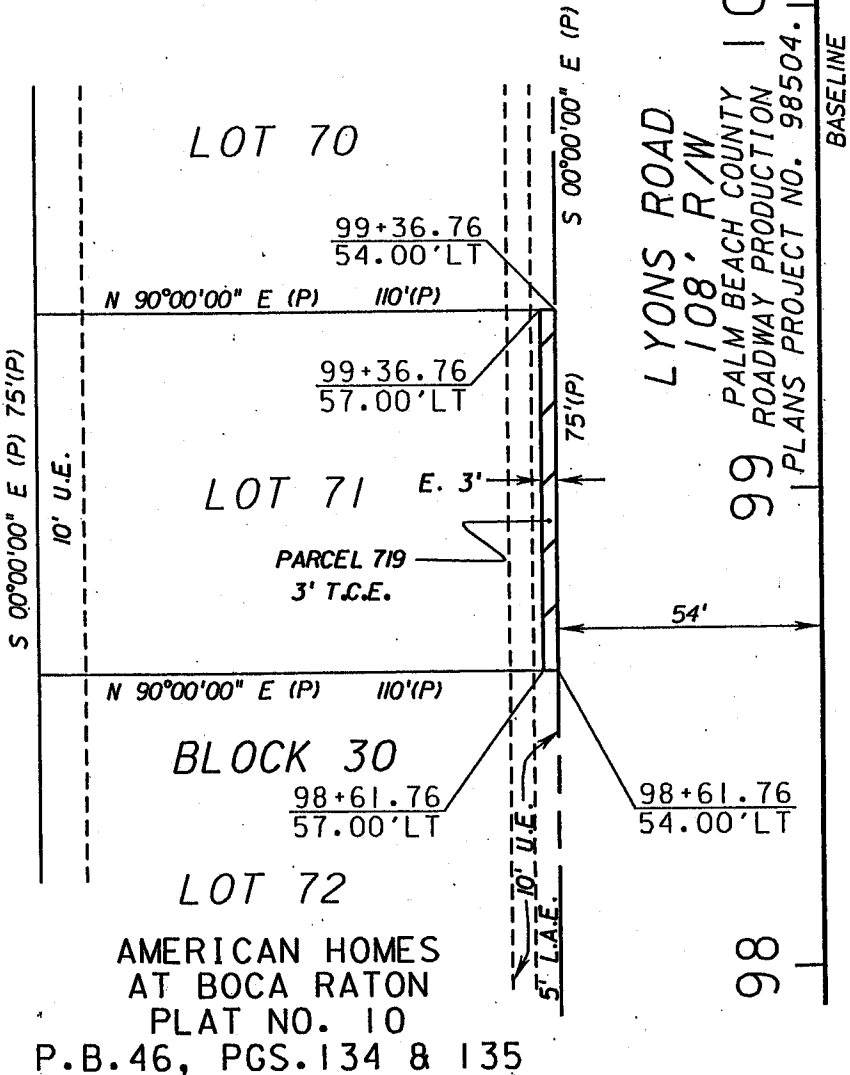 S 00°00'00" E (P)
LOT 70
99+36.76
54.00'LT
N 90°00'00" E (P) 110'(P)
99+36.76
57.00'LT
S 00°00'00" E (P) 75'(P)
10' U.E.
LOT 71
E. 3'
75'(P)
PARCEL 719
3' T.C.E.
54'
N 90°00'00" E (P) 110'(P)
BLOCK 30
98+61.76
57.00'LT
98+61.76
54.00'LT
10' U.E.
5' L.A.E.
LOT 72
AMERICAN HOMES
AT BOCA RATON
PLAT NO. 10
P.B.46, PGS.134 & 135
LYONS ROAD
108' R/W
PALM BEACH COUNTY
ROADWAY PRODUCTION
PLANS PROJECT NO. 98504.
BASELINE
99
98